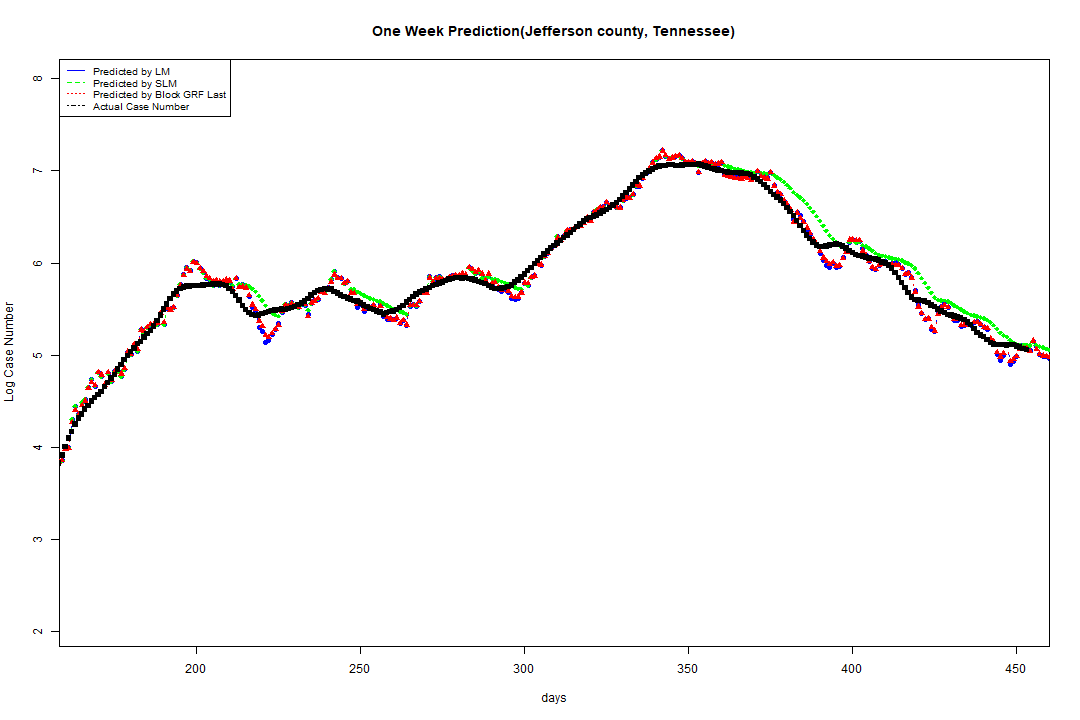 One Week Prediction(Jefferson county, Tennessee)
Predicted by LM
Predicted by SLM
Predicted by Block GRF Last
Actual Case Number
8
7
6
5
4
3
2
Log Case Number
200 250 300 350 400 450
days